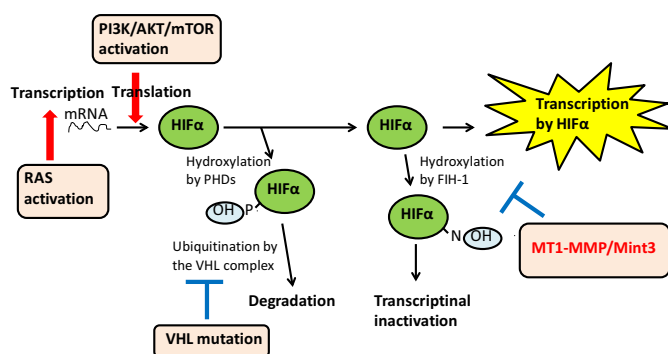 PI3K/AKT/mTOR
activation
Transcription
Translation
mRNA
HIFα
HIFα
Transcription
by HIFα
RAS
activation
Hydroxylation
by PHDs
Hydroxylation
by FIH-1
HIFα
OH
P
HIFα
N
OH
Ubiquitination by
the VHL complex
MT1-MMP/Mint3
Degradation
Transcriptinal
inactivation
VHL mutation